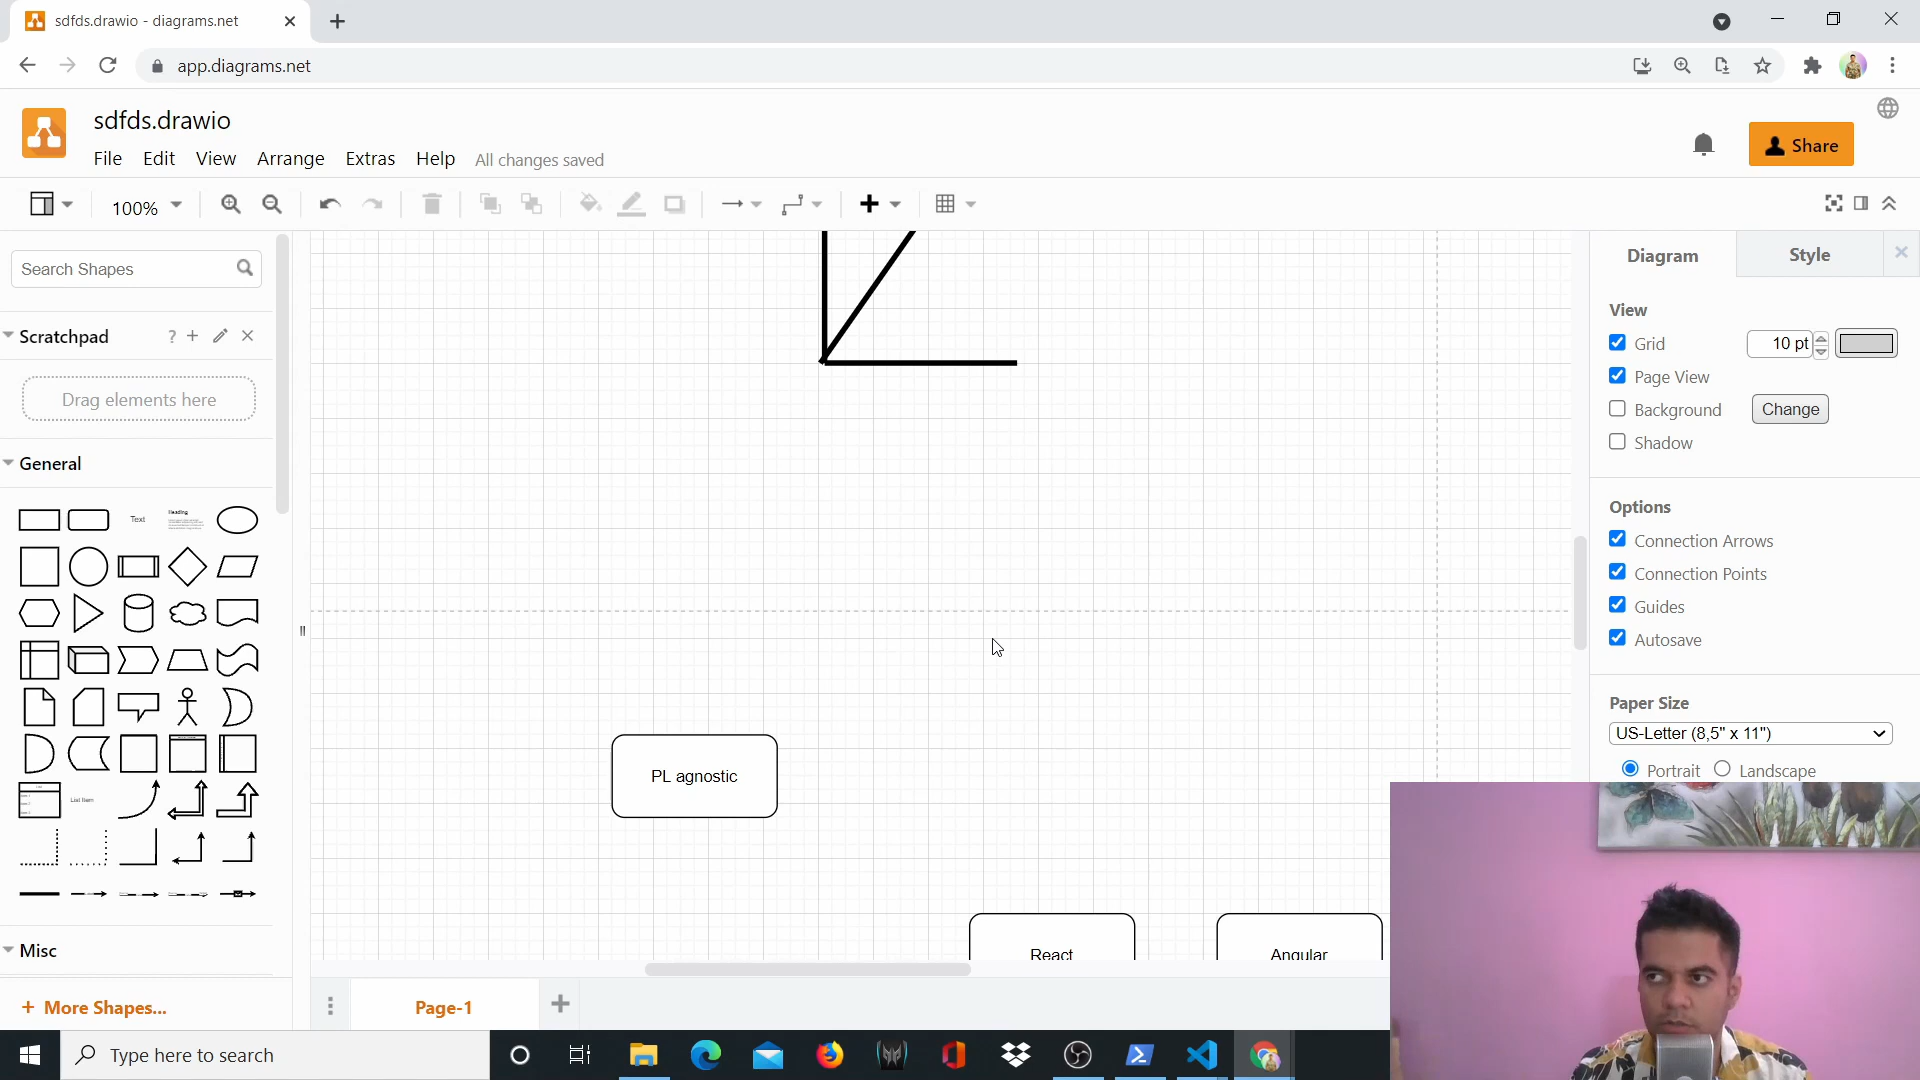 sdfds.drawio - diagrams.net
app.diagrams.net
sdfds.drawio
File Edit View Arrange Extras Help All changes saved
Share
100%
Search Shapes
Scratchpad
?
Drag elements here
General
Text
Heading
List Item
Misc
+ More Shapes...
PL agnostic
React
Angular
Page-1
Diagram
Style
View
Grid
10 pt
Page View
Background
Change
Shadow
Options
Connection Arrows
Connection Points
Guides
Autosave
Paper Size
US-Letter (8,5" x 11")
Portrait
Landscape
Type here to search